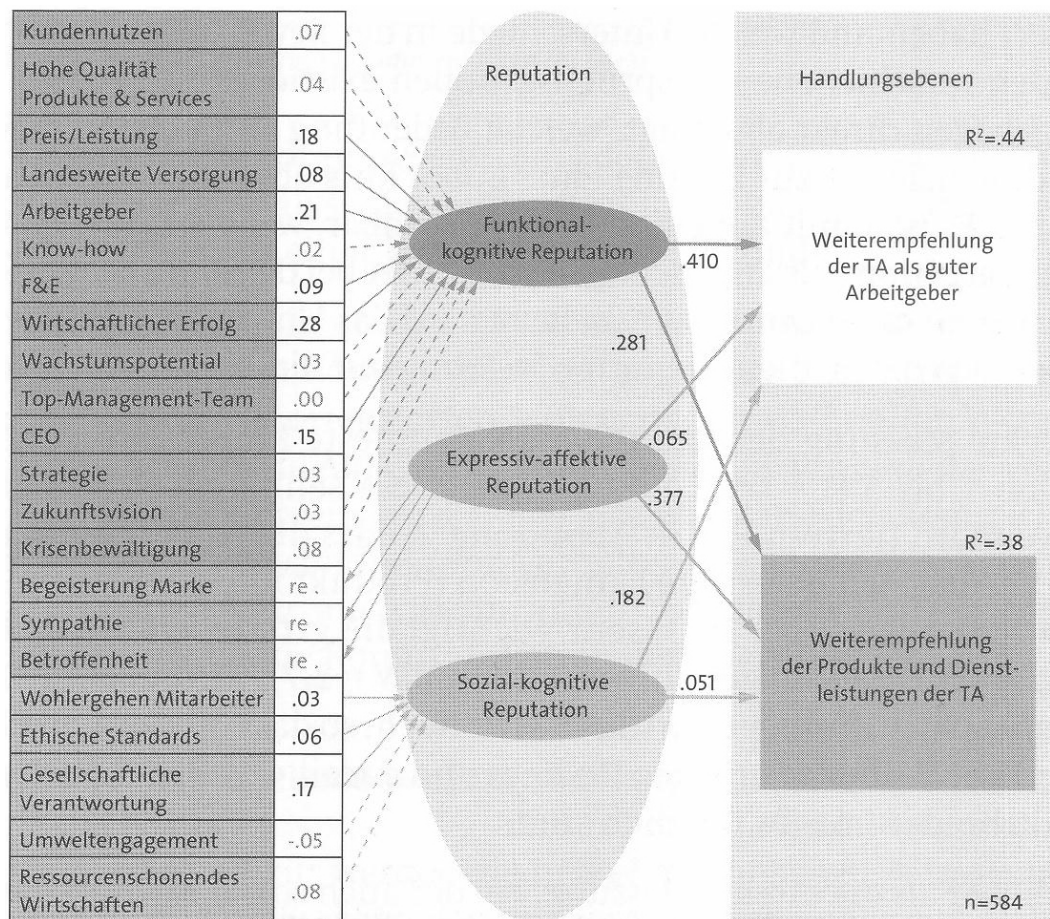 Kundennutzen .07
Hohe Qualität
Produkte & Services .04
Preis/Leistung .18
Landesweite Versorgung .08
Arbeitgeber .21
Know-how .02
F&E .09
Wirtschaftlicher Erfolg .28
Wachstumspotential .03
Top-Management-Team .00
CEO .15
Strategie .03
Zukunftsvision .03
Krisenbewältigung .08
Begeisterung Marke re .
Sympathie re .
Betroffenheit re .
Wohlergehen Mitarbeiter .03
Ethische Standards .06
Gesellschaftliche
Verantwortung .17
Umweltengagement -.05
Ressourcenschonendes
Wirtschaften .08
Reputation
Funktional-
kognitive Reputation
Expressiv-affektive
Reputation
Sozial-kognitive
Reputation
.410
.281
.065
.377
.182
.051
Handlungsebenen
R²=.44
Weiterempfehlung
der TA als guter
Arbeitgeber
R²=.38
Weiterempfehlung
der Produkte und Dienst-
leistungen der TA
n=584